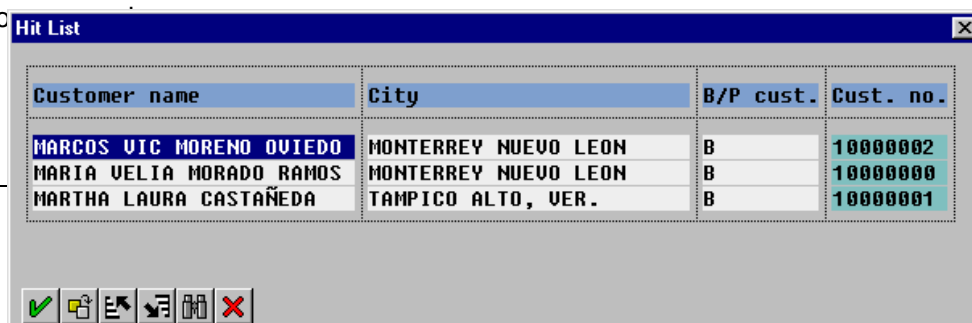 Hit List
Customer name City B/P cust. Cust. no.
MARCOS VIC MORENO OVIEDO MONTERREY NUEVO LEON B 10000002
MARIA VELIA MORADO RAMOS MONTERREY NUEVO LEON B 10000000
MARTHA LAURA CASTAÑEDA TAMPICO ALTO, VER. B 10000001